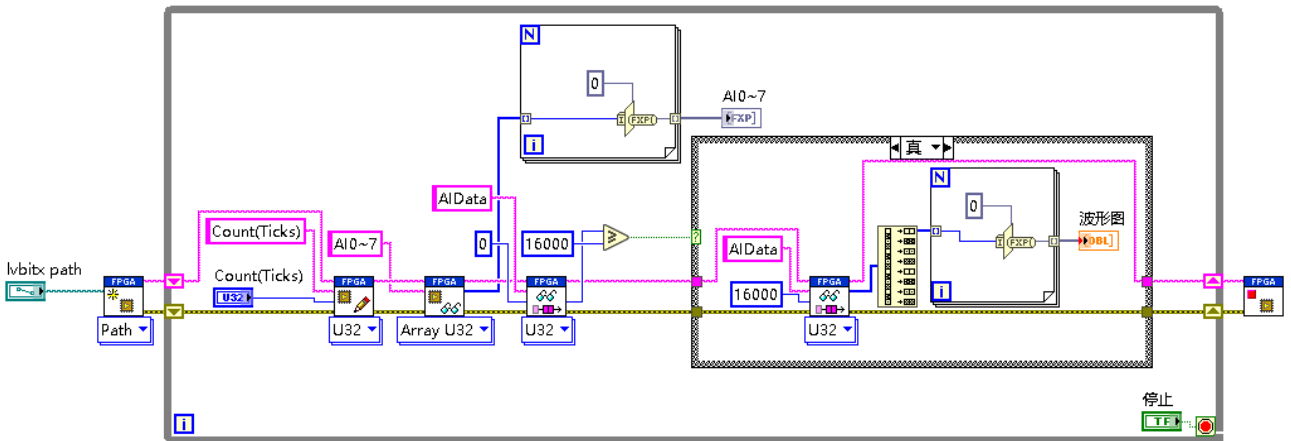 N
0
(FXP()
i
AI0~7
FXP]
真
AIData
N
0
(FXP()
i
波形图
DBL]
Count(Ticks)
AI0~7
0
16000
?
AIData
lvbitx path
FPGA
Path
Count(Ticks)
U32
FPGA
U32
FPGA
Array U32
FPGA
U32
16000
FPGA
U32
FPGA
停止
TF
i